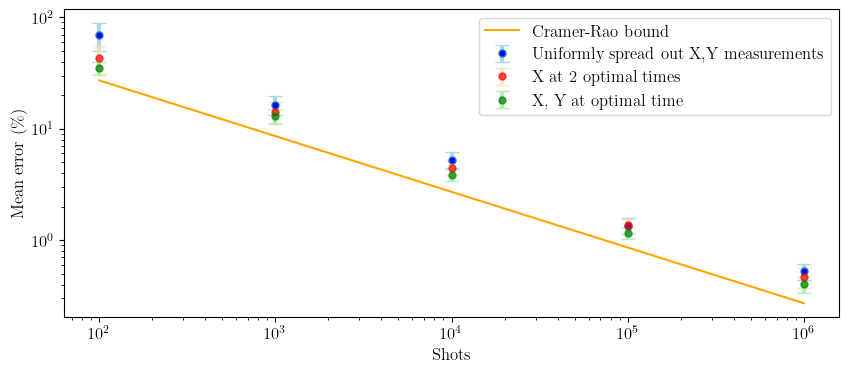 Mean error (%)
10²
10¹
10⁰
Cramer-Rao bound
Uniformly spread out X,Y measurements
X at 2 optimal times
X, Y at optimal time
10² 10³ 10⁴ 10⁵ 10⁶
Shots